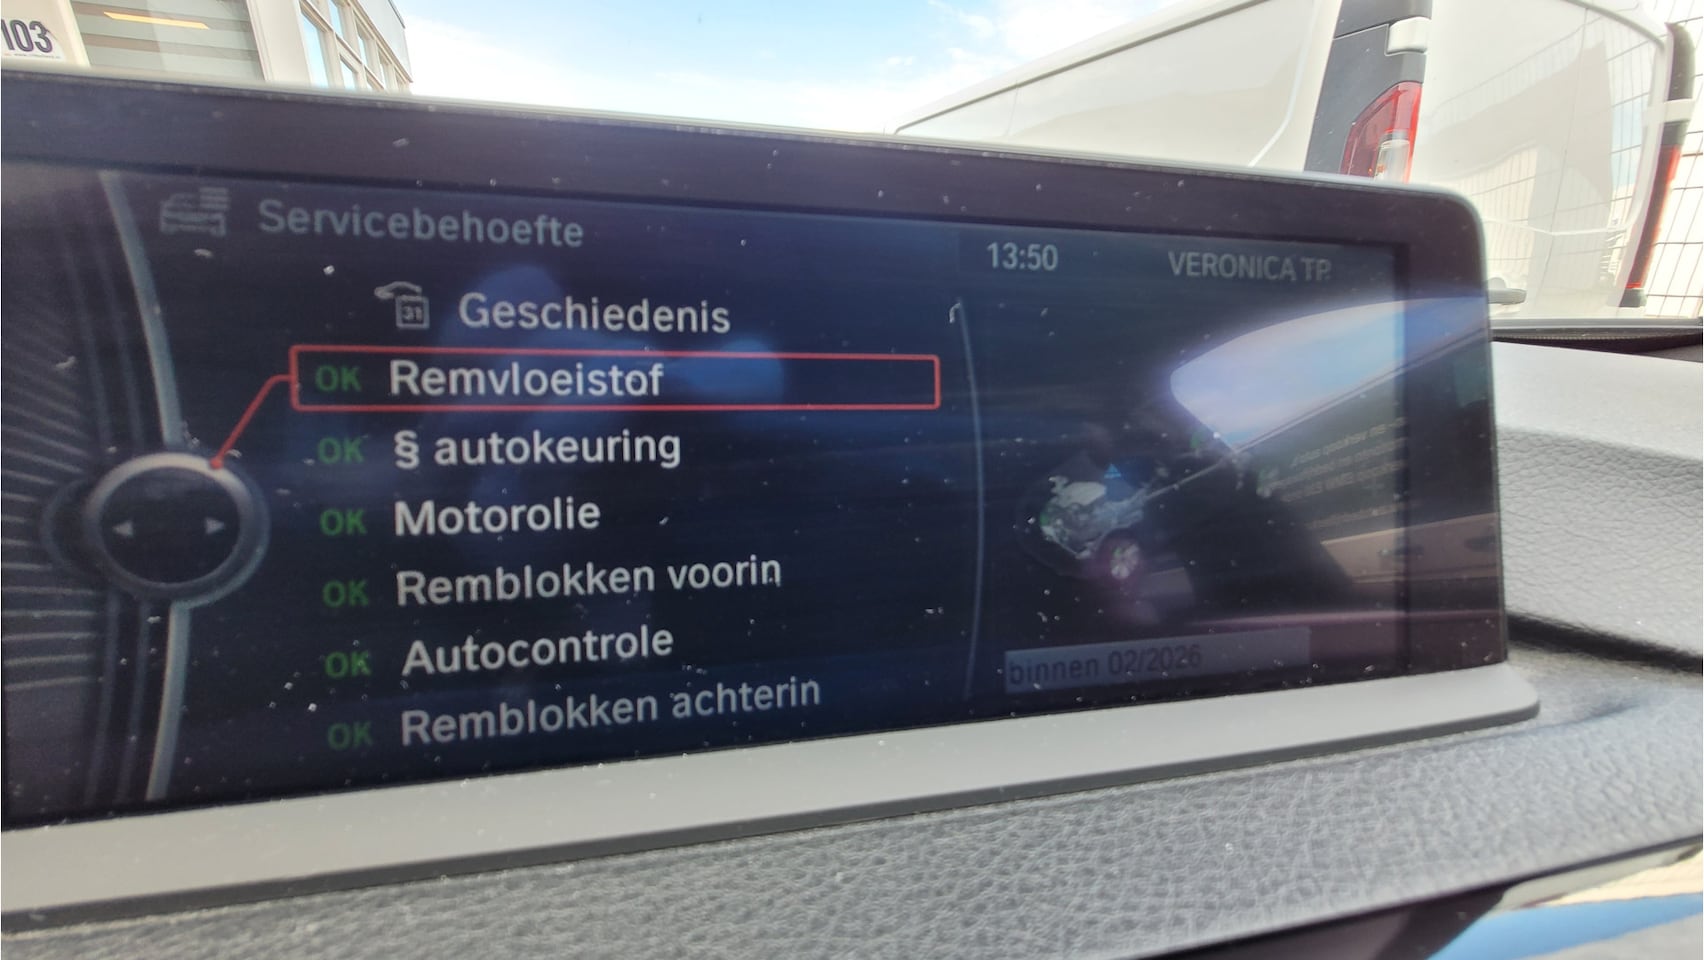 103
Servicebehoefte
13:50
VERONICA TP.
31
Geschiedenis
OK Remvloeistof
OK § autokeuring
OK Motorolie
OK Remblokken voorin
OK Autocontrole
OK Remblokken achterin
binnen 02/2026